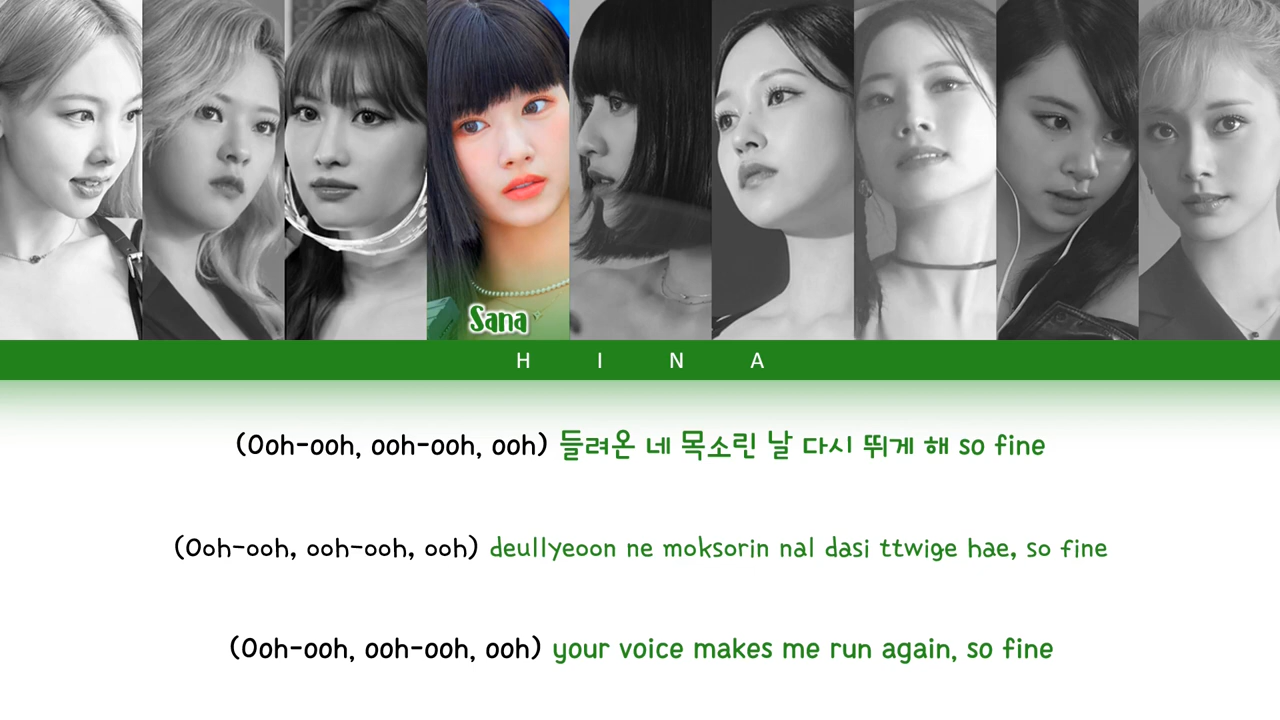 Sana
H I N A
(Ooh-ooh, ooh-ooh, ooh) 들려온 네 목소린 날 다시 뛰게 해 so fine
(Ooh-ooh, ooh-ooh, ooh) deullyeoon ne moksorin nal dasi ttwige hae, so fine
(Ooh-ooh, ooh-ooh, ooh) your voice makes me run again, so fine